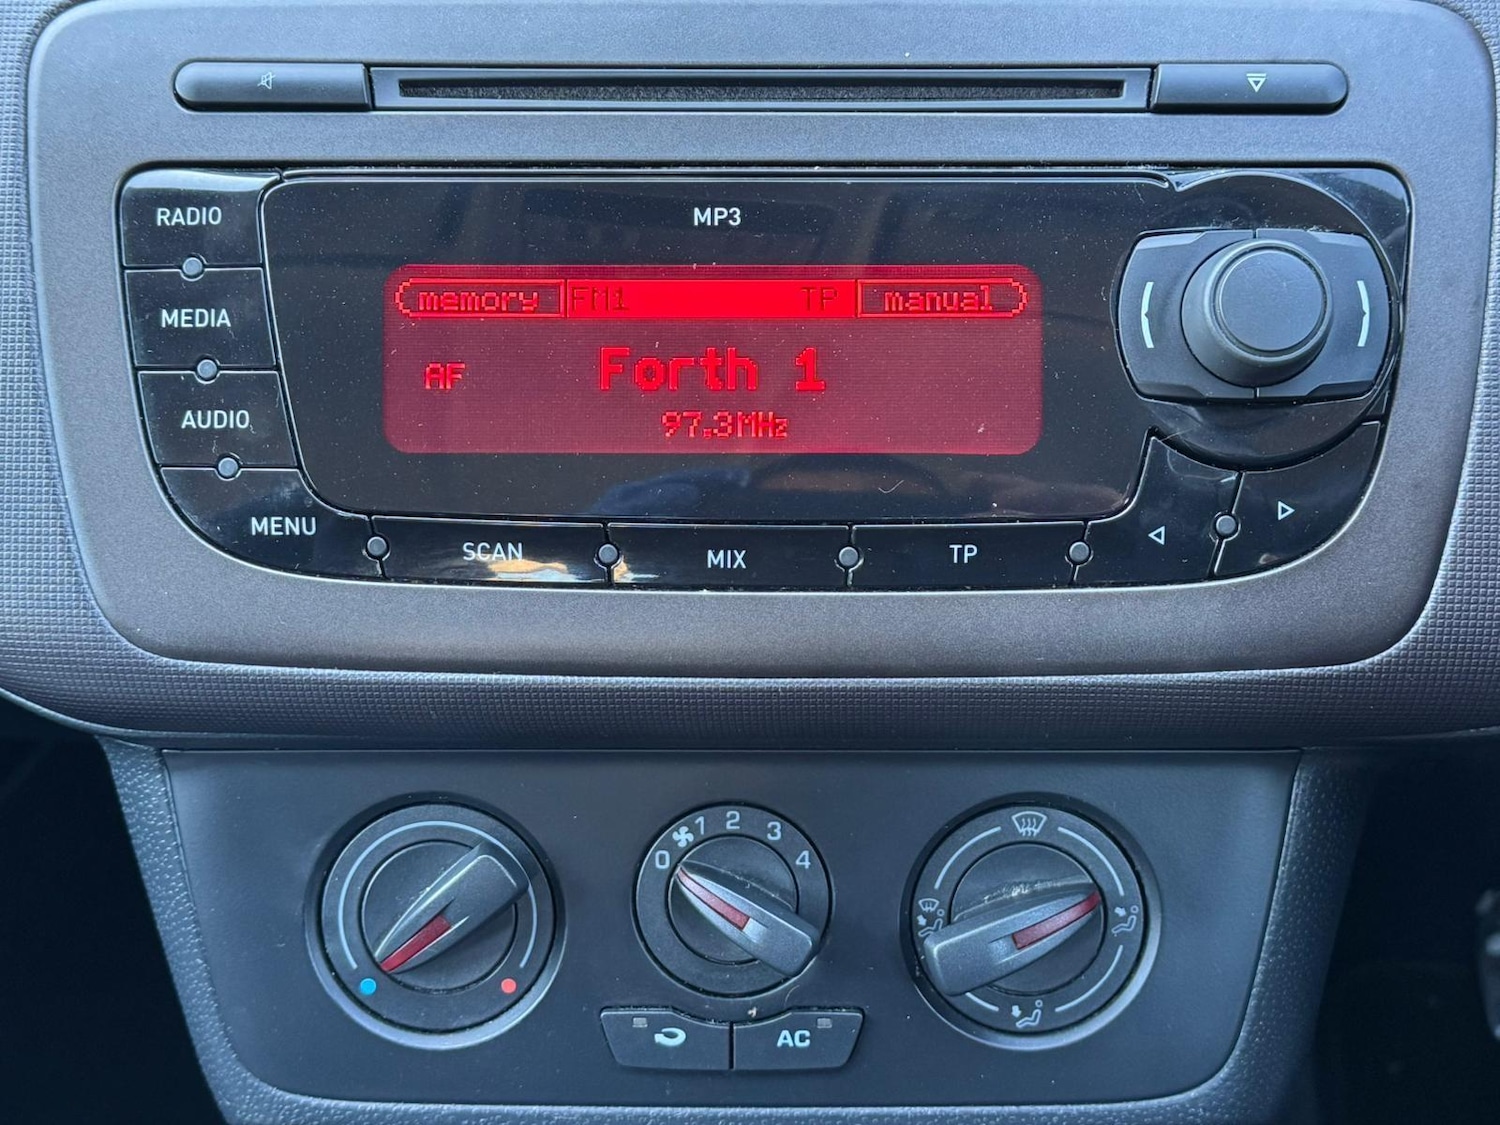 RADIO
MP3
MEDIA
AUDIO
MENU
memory FM1 TP manual
AF Forth 1
97.3MHz
SCAN MIX TP
0 1 2 3 4
AC